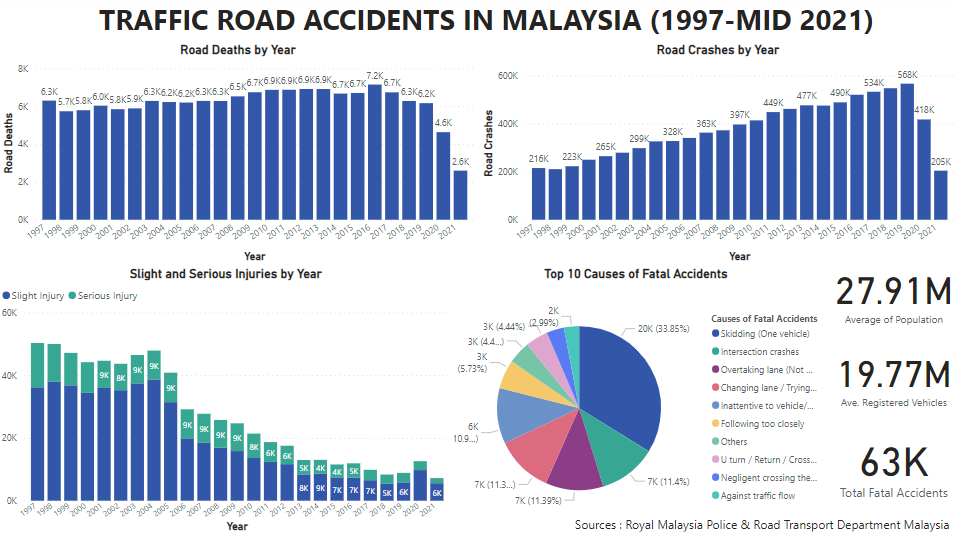 TRAFFIC ROAD ACCIDENTS IN MALAYSIA (1997-MID 2021)
Road Deaths by Year
Road Deaths
8K
6K
4K
2K
0K
6.3K 5.7K 5.8K 6.0K 5.8K 5.9K 6.3K 6.2K 6.2K 6.3K 6.3K 6.5K 6.7K 6.9K 6.9K 6.9K 6.9K 6.7K 6.7K 7.2K 6.7K 6.3K 6.2K 4.6K 2.6K
1997 1998 1999 2000 2001 2002 2003 2004 2005 2006 2007 2008 2009 2010 2011 2012 2013 2014 2015 2016 2017 2018 2019 2020 2021
Year
Road Crashes by Year
Road Crashes
600K
400K
200K
0K
216K 223K 265K 299K 328K 363K 397K 449K 477K 490K 534K 568K 418K 205K
1997 1998 1999 2000 2001 2002 2003 2004 2005 2006 2007 2008 2009 2010 2011 2012 2013 2014 2015 2016 2017 2018 2019 2020 2021
Year
Slight and Serious Injuries by Year
Slight Injury Serious Injury
60K
40K
20K
0K
9K 8K 9K 9K 9K 9K 9K 9K 9K 8K 6K 6K 5K 4K 4K 5K
8K 9K 7K 7K 7K 5K 6K 6K
1997 1998 1999 2000 2001 2002 2003 2004 2005 2006 2007 2008 2009 2010 2011 2012 2013 2014 2015 2016 2017 2018 2019 2020 2021
Year
Top 10 Causes of Fatal Accidents
20K (33.85%)
7K (11.4%)
7K (11.39%)
7K (11.3...)
6K
10.9...)
3K
(5.73%)
3K (4.4...)
3K (4.44%)
(2.99%)
2K
Causes of Fatal Accidents
Skidding (One vehicle)
Intersection crashes
Overtaking lane (Not ...
Changing lane / Trying...
Inattentive to vehicle/...
Following too closely
Others
U turn / Return / Cross...
Negligent crossing the...
Against traffic flow
27.91M
Average of Population
19.77M
Ave. Registered Vehicles
63K
Total Fatal Accidents
Sources : Royal Malaysia Police & Road Transport Department Malaysia